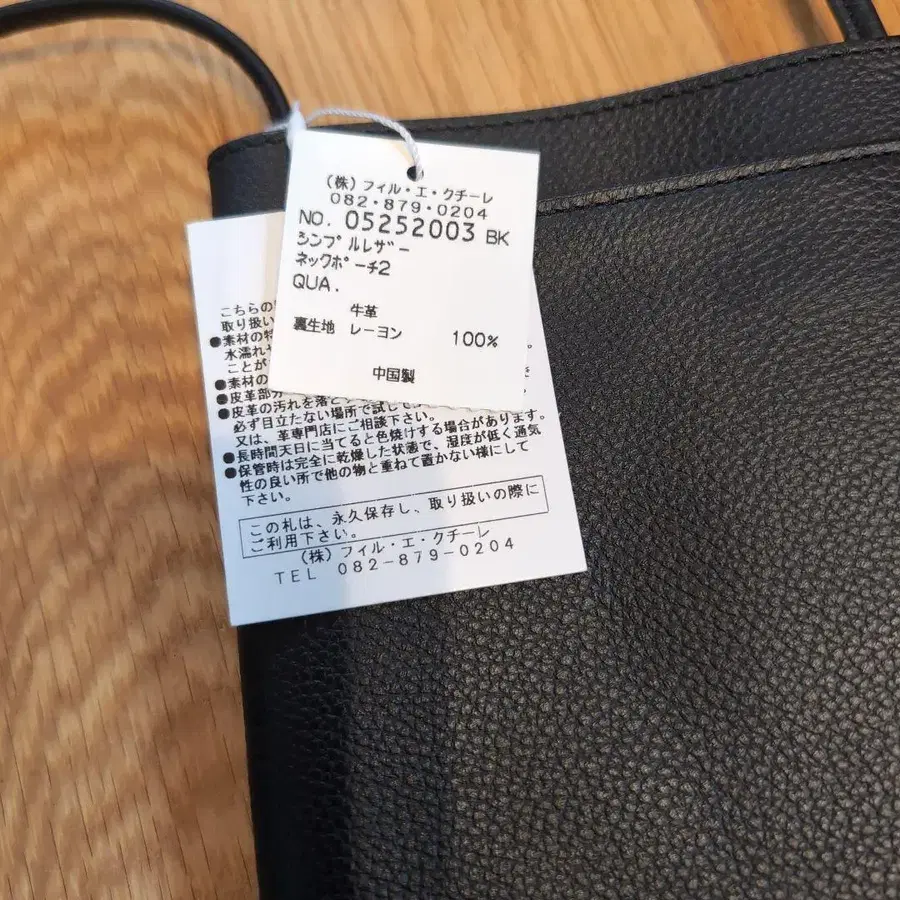 (株)フィル・エ・クチーレ
082・879・0204
NO. 05252003 BK
シンプルレザー
ネックポーチ2
QUA.
牛革
裏生地 レーヨン 100%
中国製
こちらの
取り扱い
●素材の特
水濡れ
ことが
●素材の
●皮革部分
●皮革の汚れを落と
必ず目立たない場所で試し
又は、革専門店にご相談下さい。
●長時間天日に当てると色焼けする場合があります。
●保管時は完全に乾燥した状態で、湿度が低く通気
性の良い所で他の物と重ねて置かない様にして
下さい。
この札は、永久保存し、取り扱いの際に
ご利用下さい。
(株)フィル・エ・クチーレ
TEL 082-879-0204